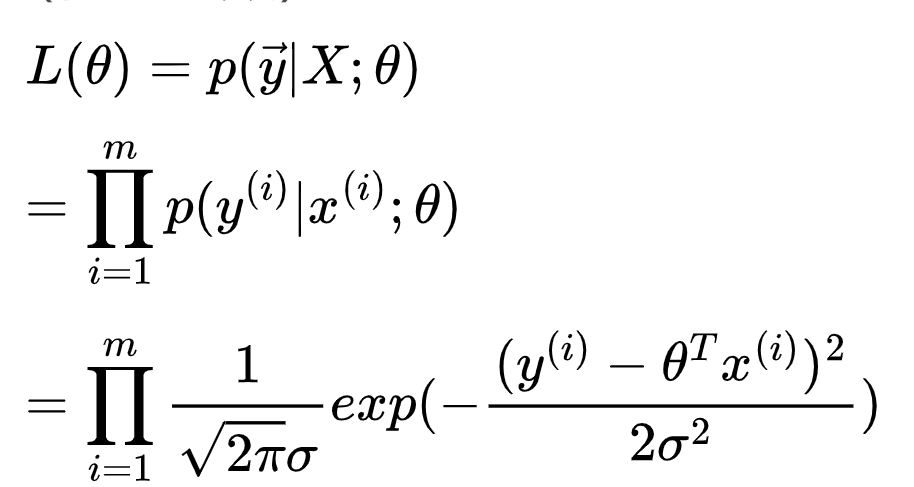 L(θ) = p(y⃗|X; θ)
= ∏_{i=1}^{m} p(y^{(i)}|x^{(i)}; θ)
= ∏_{i=1}^{m} \frac{1}{\sqrt{2π}σ} exp(-\frac{(y^{(i)} - θ^T x^{(i)})^2}{2σ^2})